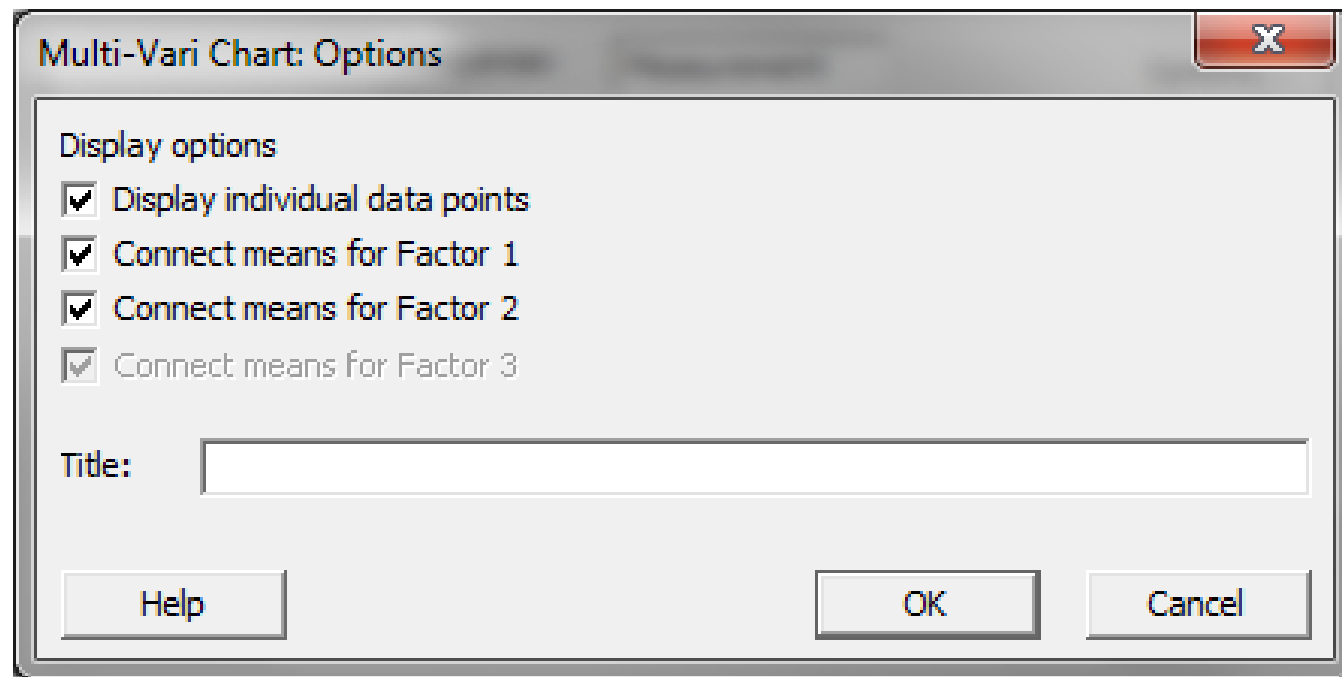 Multi-Vari Chart: Options
Display options
Display individual data points
Connect means for Factor 1
Connect means for Factor 2
Connect means for Factor 3
Title:
Help OK Cancel